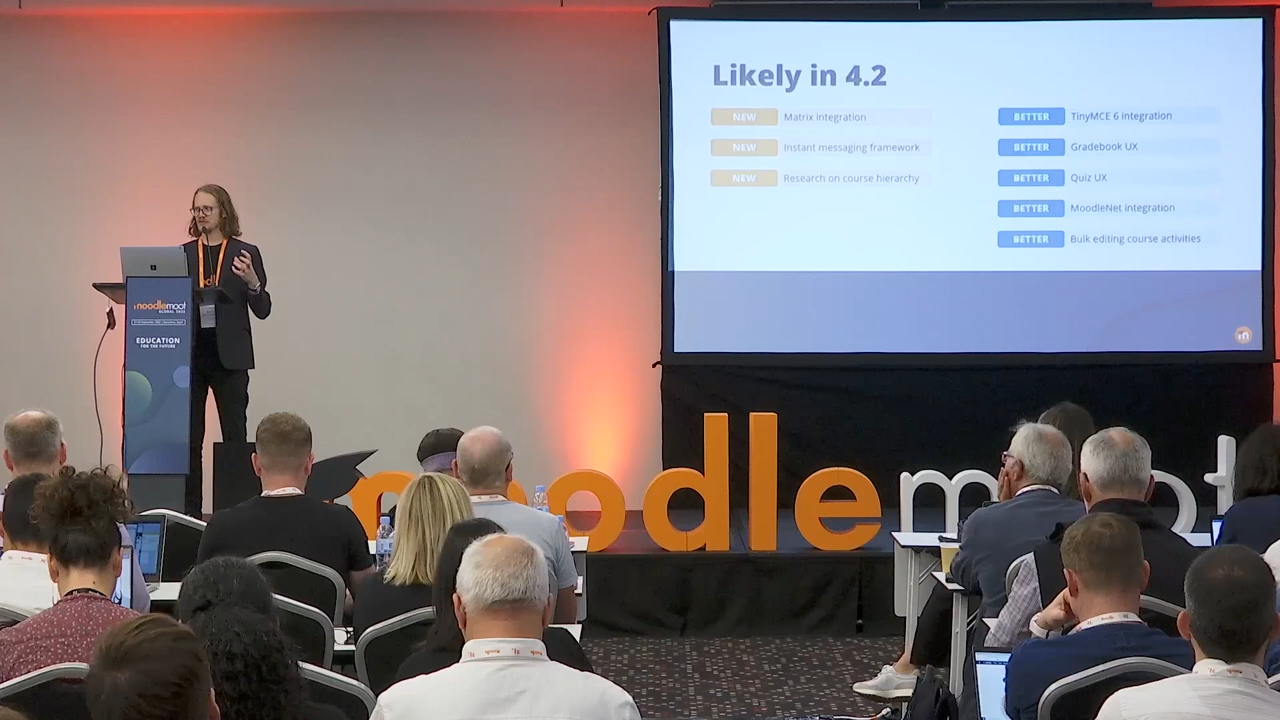 Likely in 4.2
NEW Matrix integration
NEW Instant messaging framework
NEW Research on course hierarchy
BETTER TinyMCE 6 integration
BETTER Gradebook UX
BETTER Quiz UX
BETTER MoodleNet integration
BETTER Bulk editing course activities
moodlemoot
EDUCATION
FOR THE FUTURE